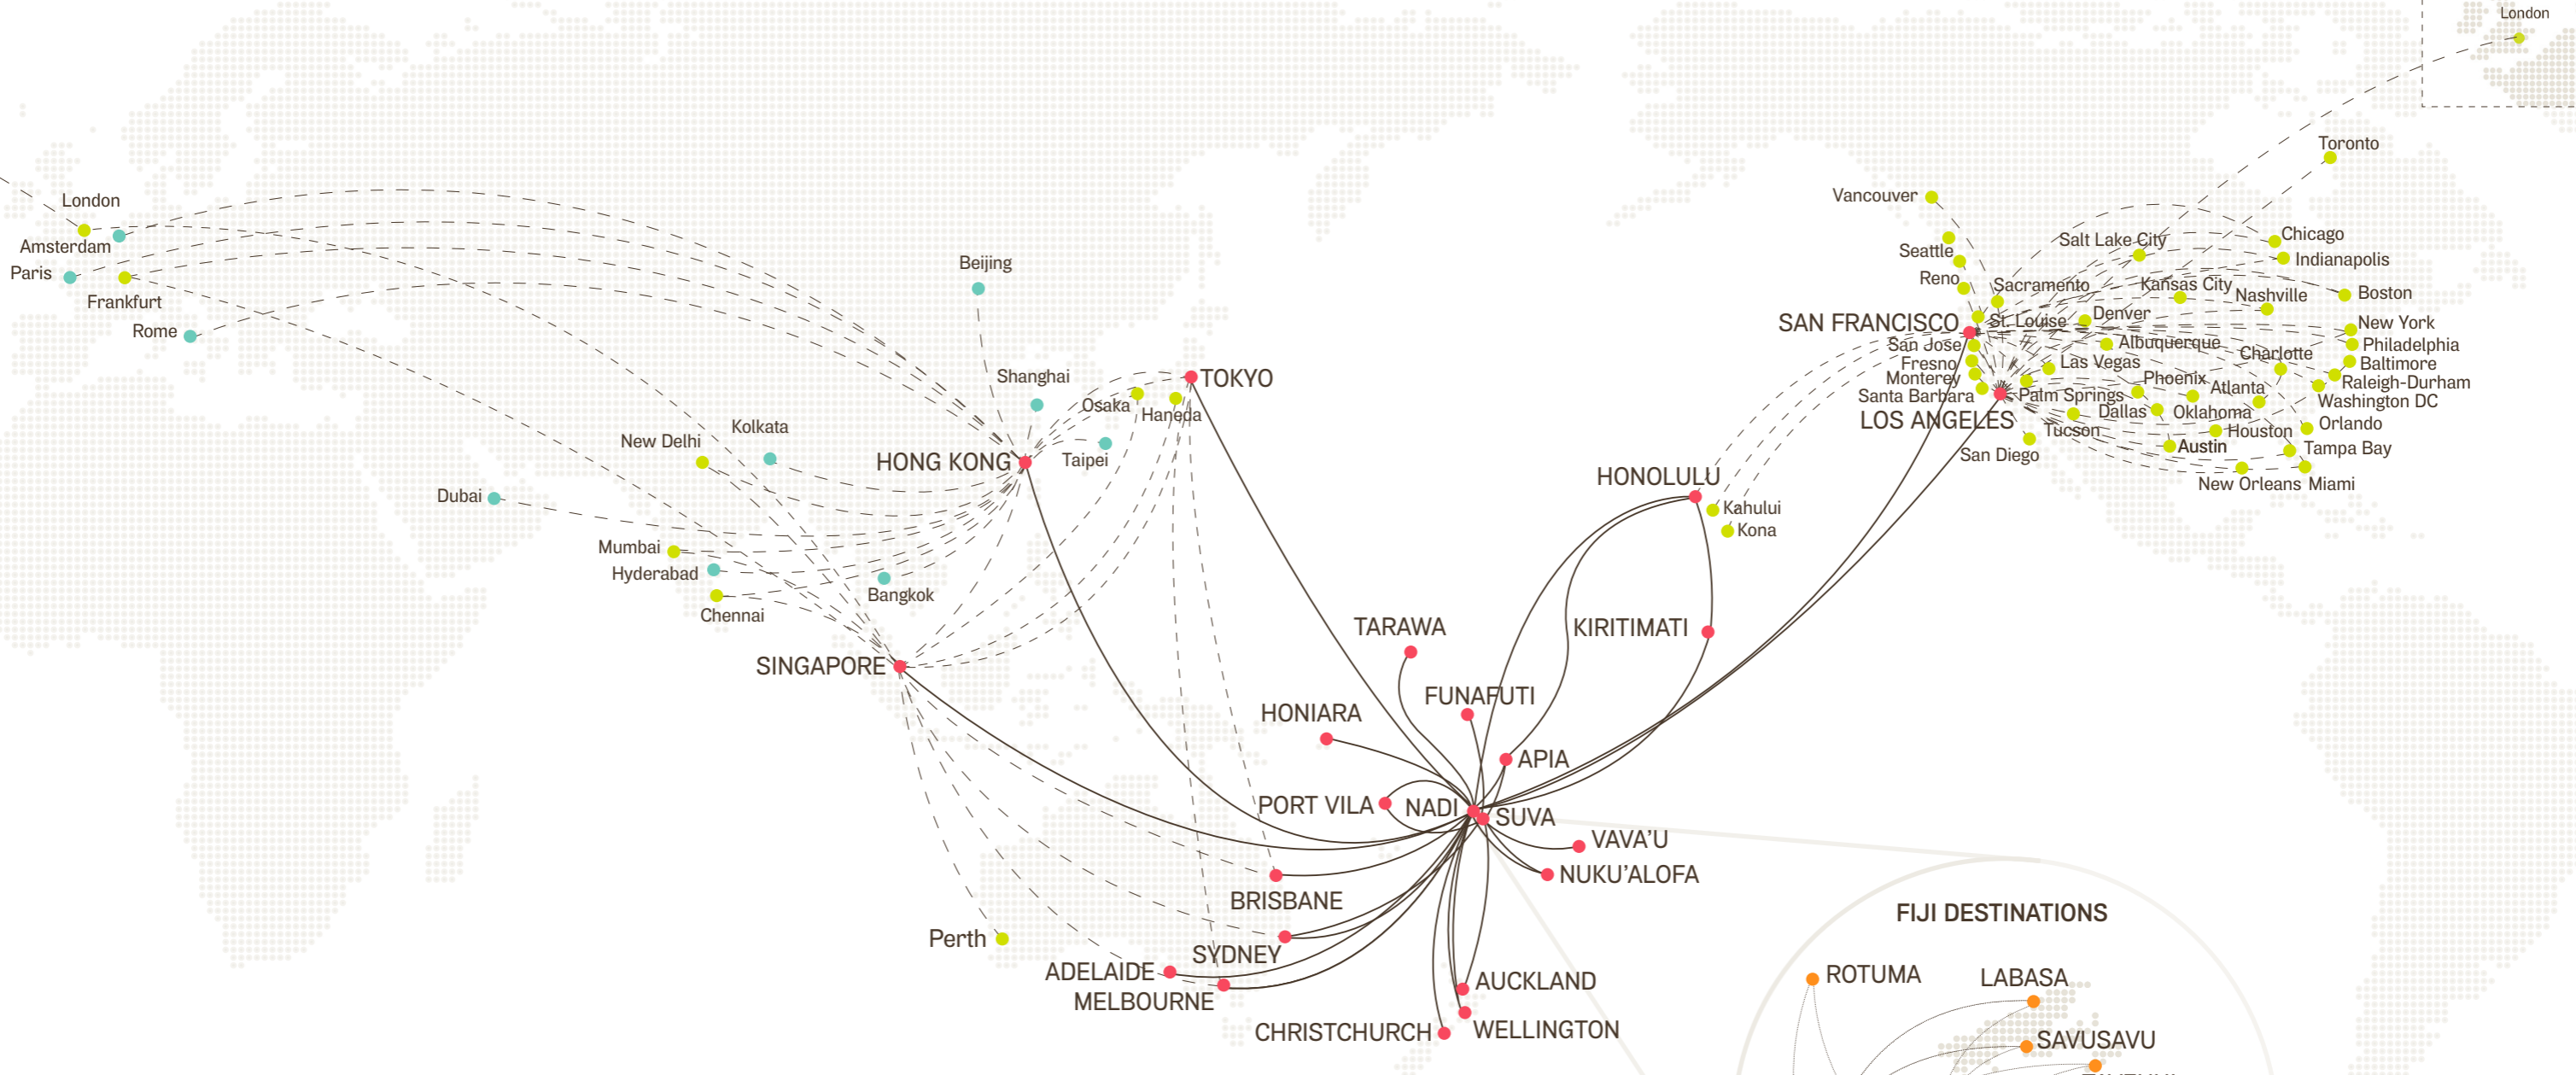 London
Toronto
Vancouver
London
Amsterdam
Paris
Frankfurt
Rome
Beijing
Seattle
Salt Lake City
Chicago
Indianapolis
Reno
Sacramento
Kansas City
Nashville
Boston
SAN FRANCISCO
St. Louise
Denver
New York
San Jose
Albuquerque
Philadelphia
Charlotte
Fresno
Las Vegas
Baltimore
Monterey
Phoenix
Atlanta
Raleigh-Durham
Santa Barbara
Palm Springs
Washington DC
Dallas
Oklahoma
LOS ANGELES
Tucson
Houston
Orlando
Austin
Tampa Bay
San Diego
New Orleans
Miami
Shanghai
TOKYO
Osaka
Haneda
Kolkata
New Delhi
HONG KONG
Taipei
Dubai
HONOLULU
Kahului
Kona
Mumbai
Hyderabad
Bangkok
Chennai
TARAWA
KIRITIMATI
SINGAPORE
FUNAFUTI
HONIARA
APIA
PORT VILA
NADI
SUVA
VAVA'U
NUKU'ALOFA
BRISBANE
Perth
SYDNEY
ADELAIDE
MELBOURNE
AUCKLAND
CHRISTCHURCH
WELLINGTON
FIJI DESTINATIONS
ROTUMA
LABASA
SAVUSAVU